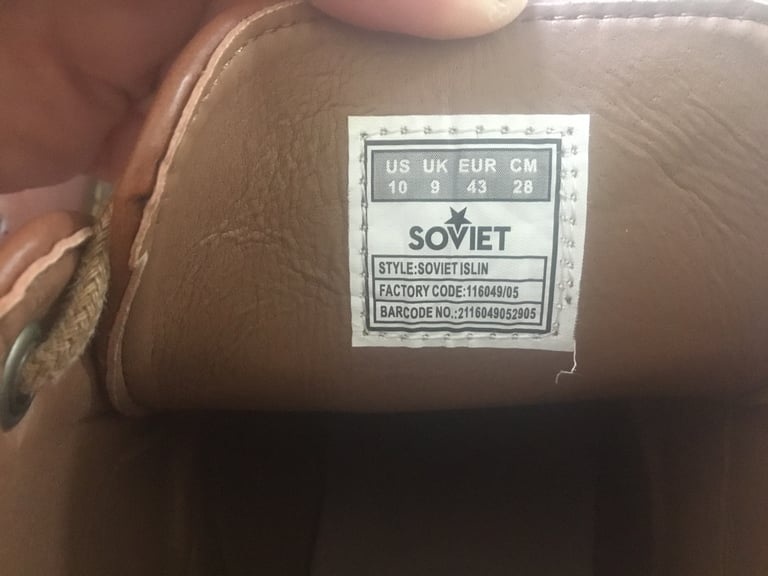 US UK EUR CM
10 9 43 28
SOVIET
STYLE:SOVIET ISLIN
FACTORY CODE:116049/05
BARCODE NO.:2116049052905